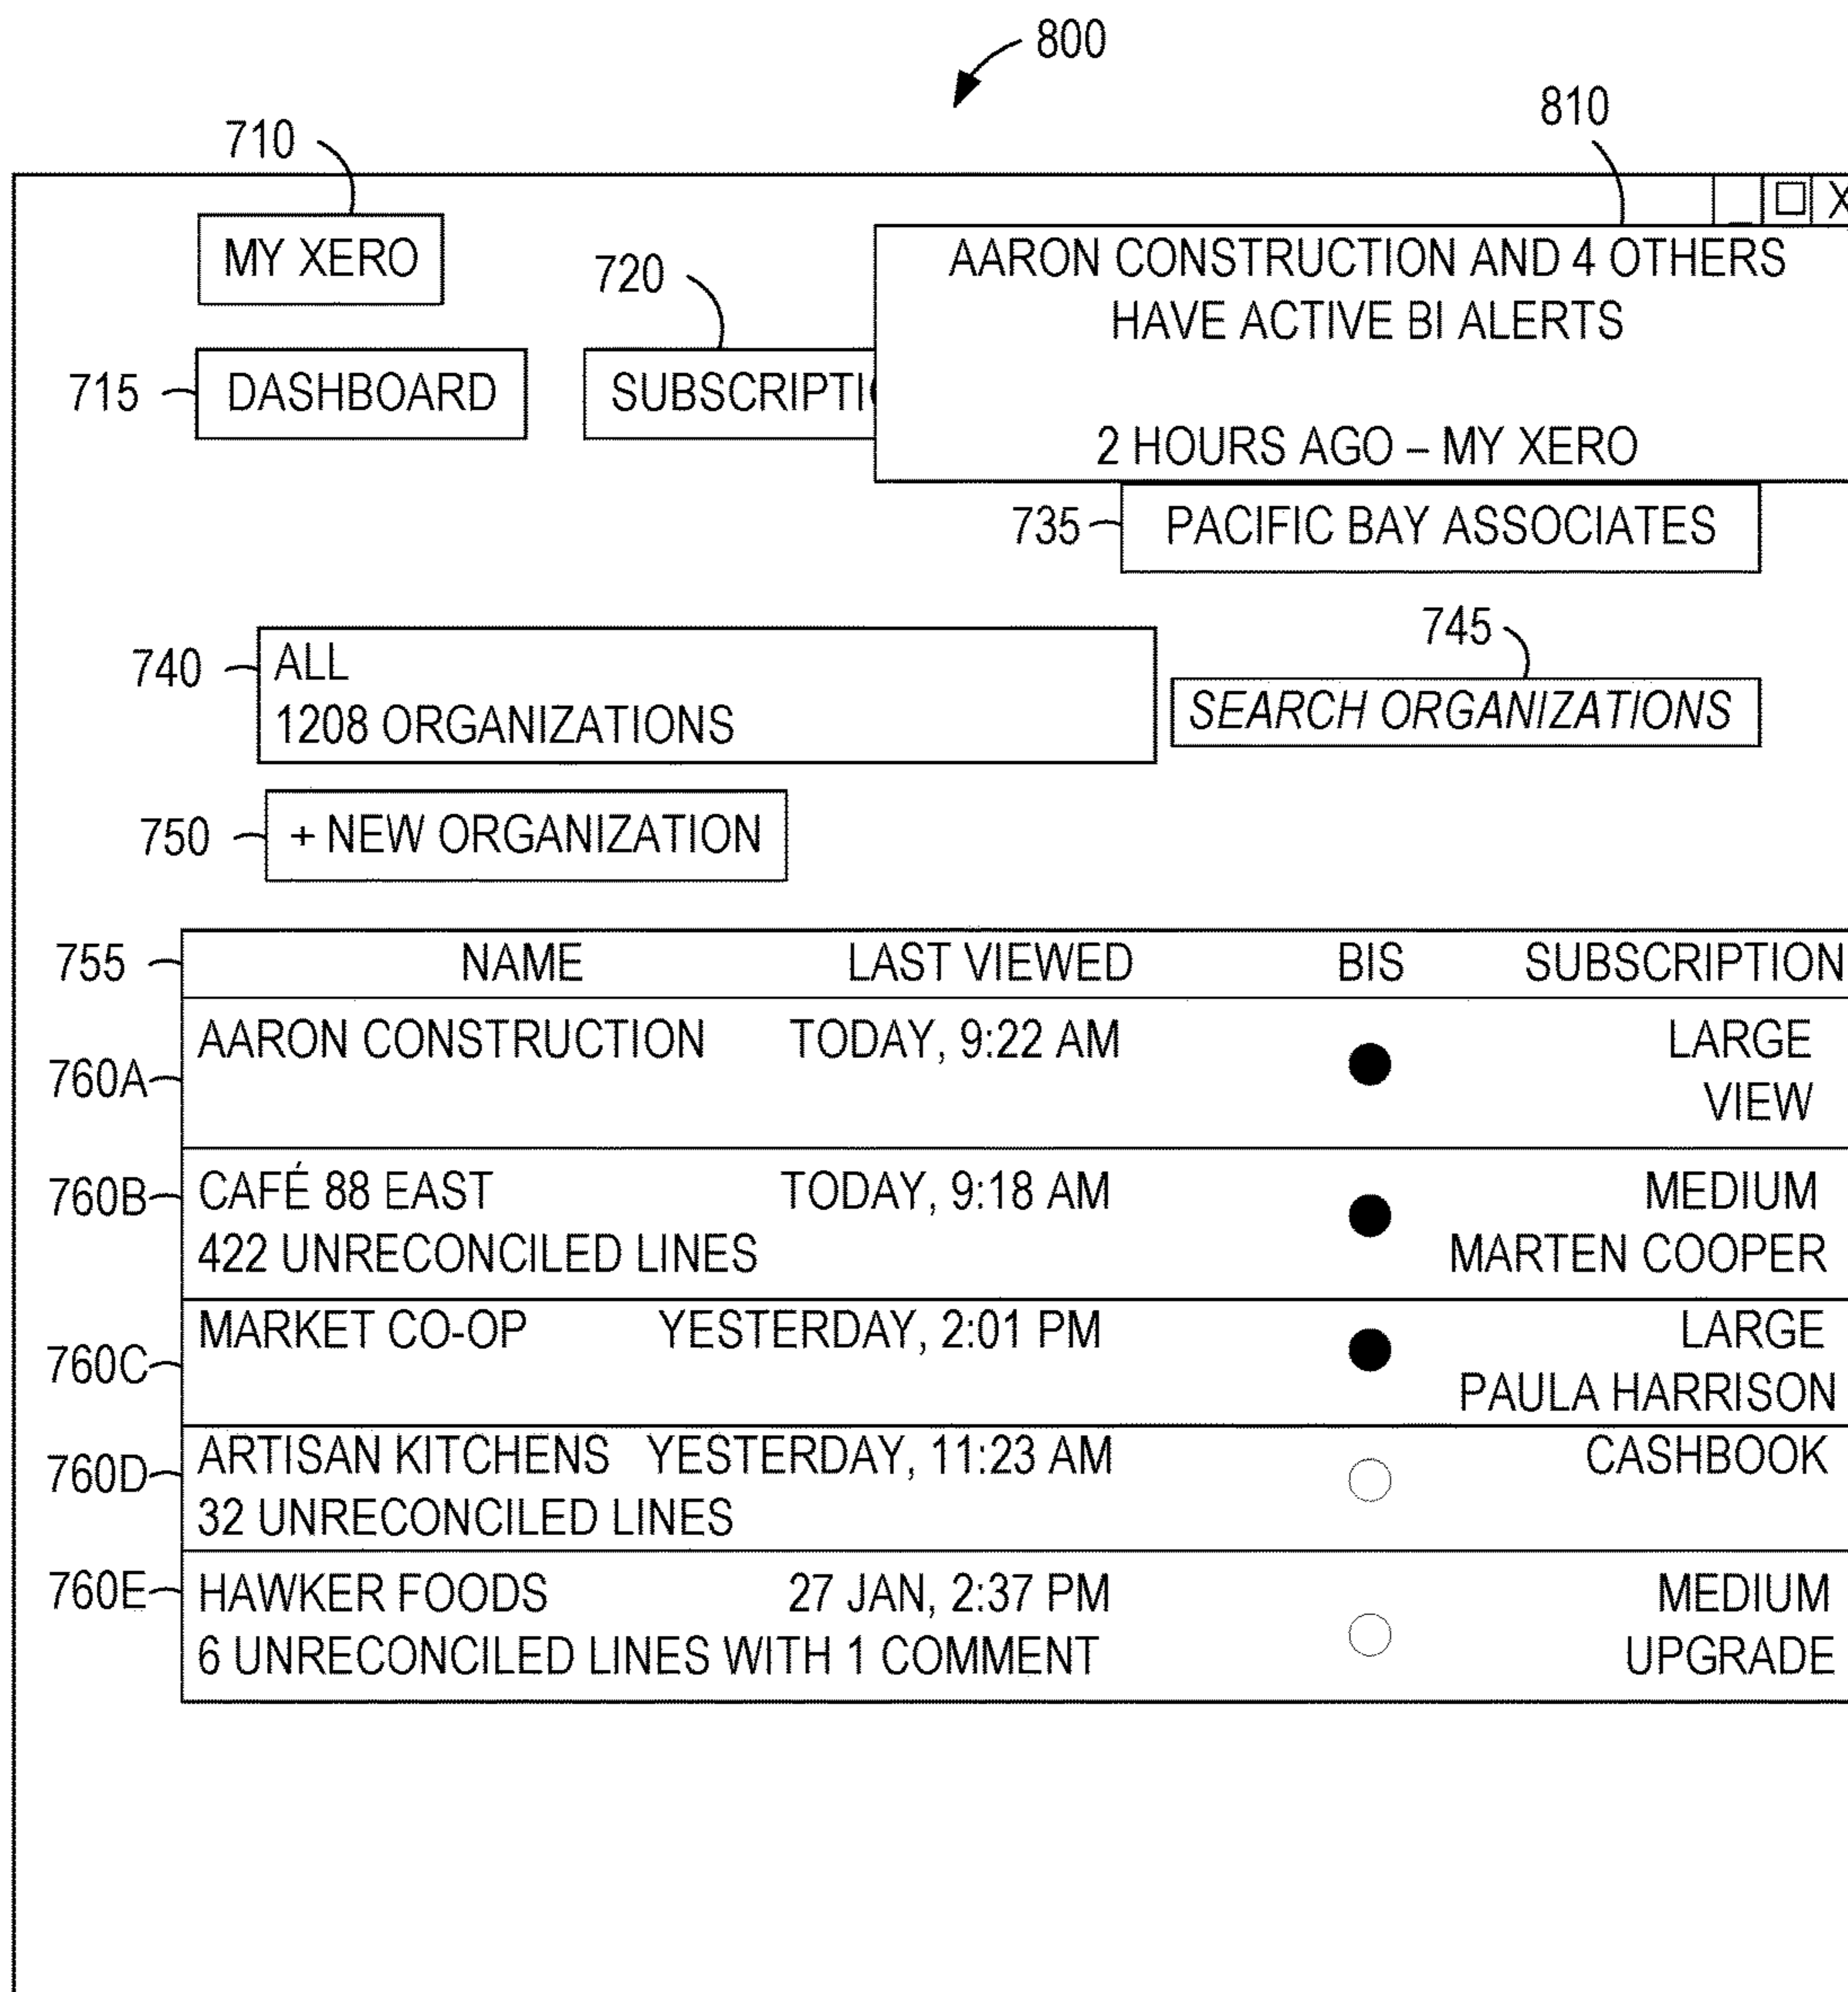 800
810
710
X
MY XERO
AARON CONSTRUCTION AND 4 OTHERS
HAVE ACTIVE BI ALERTS
2 HOURS AGO – MY XERO
720
715
DASHBOARD
SUBSCRIPTI
735
PACIFIC BAY ASSOCIATES
740
ALL
1208 ORGANIZATIONS
745
SEARCH ORGANIZATIONS
750
+ NEW ORGANIZATION
755
NAME LAST VIEWED BIS SUBSCRIPTION
760A
AARON CONSTRUCTION TODAY, 9:22 AM LARGE
VIEW
760B
CAFÉ 88 EAST TODAY, 9:18 AM MEDIUM
422 UNRECONCILED LINES MARTEN COOPER
760C
MARKET CO-OP YESTERDAY, 2:01 PM LARGE
PAULA HARRISON
760D
ARTISAN KITCHENS YESTERDAY, 11:23 AM CASHBOOK
32 UNRECONCILED LINES
760E
HAWKER FOODS 27 JAN, 2:37 PM MEDIUM
6 UNRECONCILED LINES WITH 1 COMMENT UPGRADE